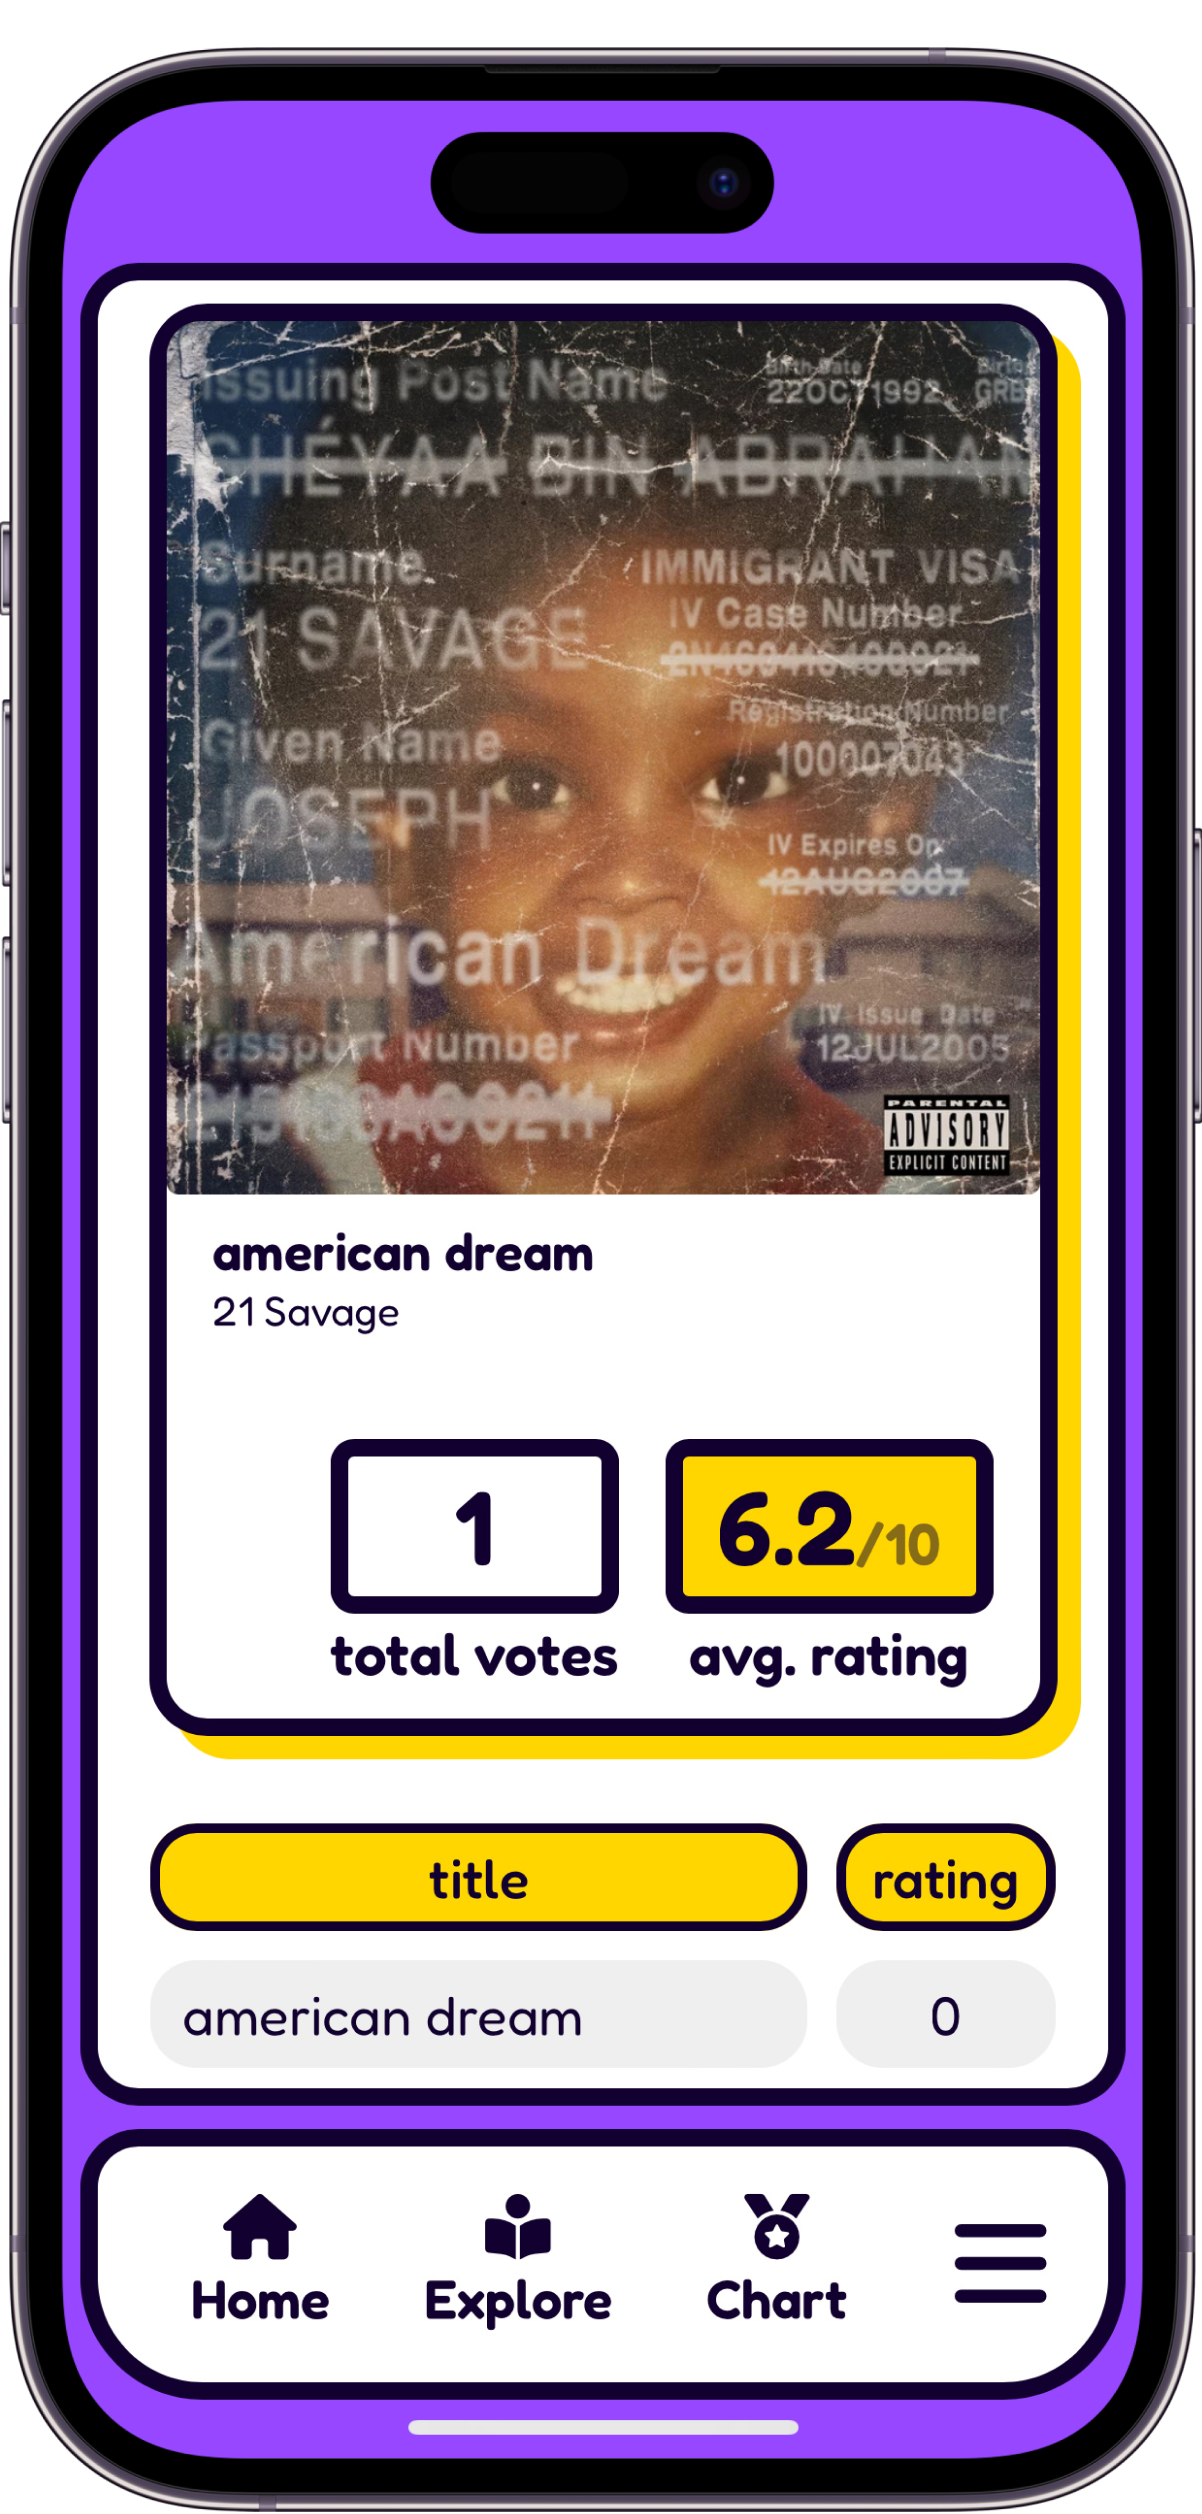 Issuing Post Name
Birth Date
22OCT1992
GRB
CHÉYAA BIN ABRAHAM
Surname
IMMIGRANT VISA
21 SAVAGE
IV Case Number
Registration Number
Given Name
100007043
JOSEPH
IV Expires On
12AUG2007
American Dream
IV Issue Date
Passport Number
12JUL2005
PARENTAL
ADVISORY
EXPLICIT CONTENT
american dream
21 Savage
1
6.2/10
total votes
avg. rating
title
rating
american dream
0
Home
Explore
Chart